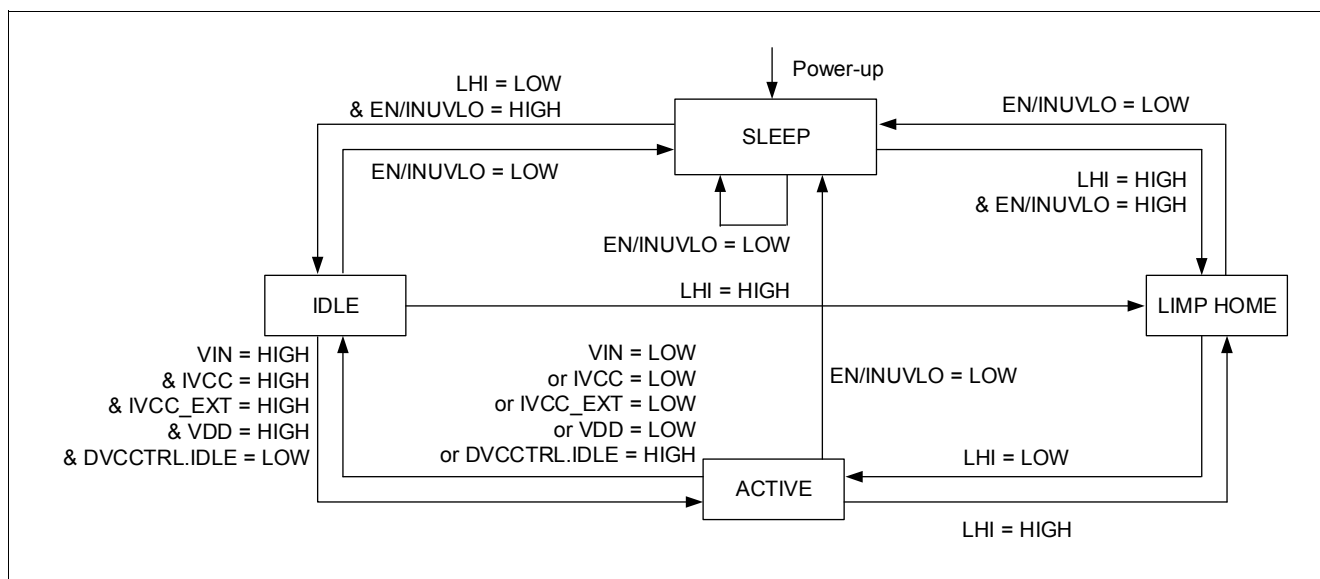 Power-up
LHI = LOW
& EN/INUVLO = HIGH
SLEEP
EN/INUVLO = LOW
EN/INUVLO = LOW
LHI = HIGH
& EN/INUVLO = HIGH
EN/INUVLO = LOW
IDLE
LHI = HIGH
LIMP HOME
VIN = HIGH
& IVCC = HIGH
& IVCC_EXT = HIGH
& VDD = HIGH
& DVCCTRL.IDLE = LOW
VIN = LOW
or IVCC = LOW
or IVCC_EXT = LOW
or VDD = LOW
or DVCCTRL.IDLE = HIGH
EN/INUVLO = LOW
ACTIVE
LHI = LOW
LHI = HIGH